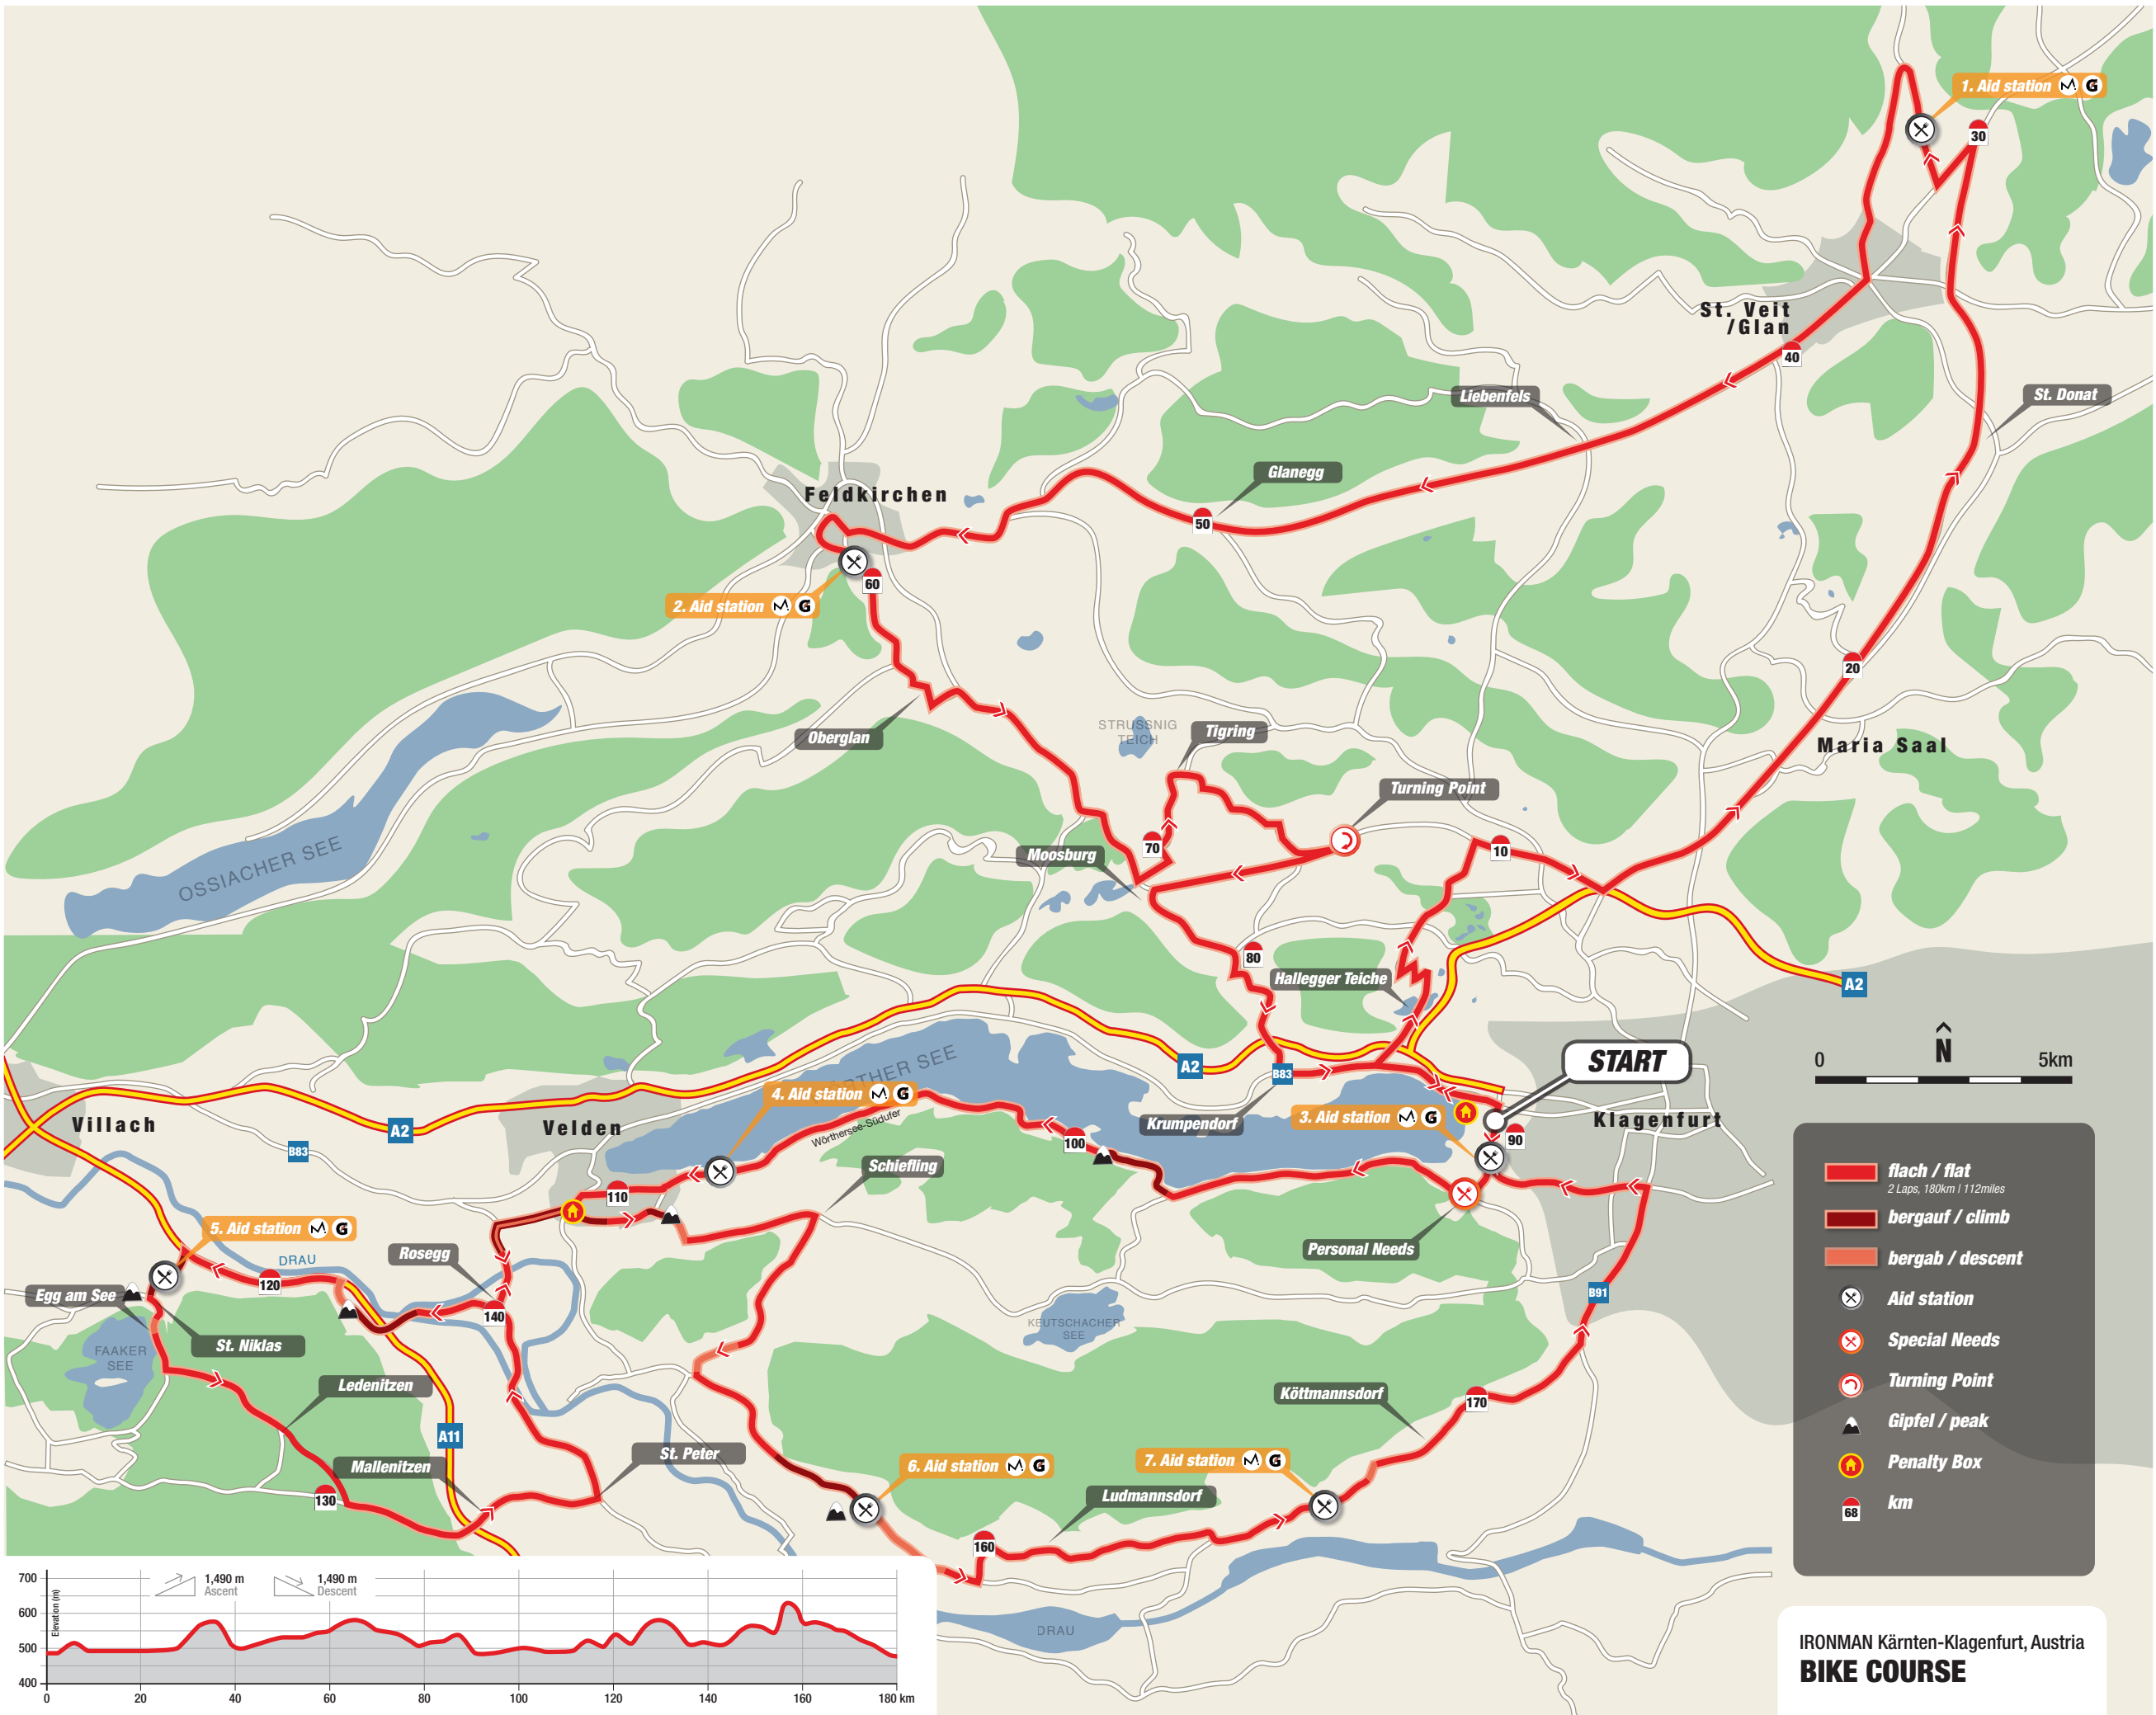 1. Aid station
30
St. Veit
/Glan
40
Liebenfels
St. Donat
Glanegg
50
Feldkirchen
60
2. Aid station
20
Oberglan
STRUSSNIG
TEICH
Tigring
Maria Saal
Turning Point
70
10
Moosburg
OSSIACHER SEE
80
Hallegger Teiche
A2
START
0
N
5km
A2
B83
4. Aid station
Wörthersee-Südufer
3. Aid station
Krumpendorf
Klagenfurt
Villach
A2
Velden
B83
100
90
Schiefling
110
5. Aid station
DRAU
Rosegg
Personal Needs
120
Egg am See
140
B91
St. Niklas
KEUTSCHACHER
SEE
FAAKER
SEE
Ledenitzen
Köttmannsdorf
170
A11
St. Peter
Mallenitzen
6. Aid station
7. Aid station
130
Ludmannsdorf
160
DRAU
flach / flat
2 Laps, 180km | 112miles
bergauf / climb
bergab / descent
Aid station
Special Needs
Turning Point
Gipfel / peak
Penalty Box
68
km
700
600
500
400
Elevation (m)
1,490 m
Ascent
1,490 m
Descent
0
20
40
60
80
100
120
140
160
180 km
IRONMAN Kärnten-Klagenfurt, Austria
BIKE COURSE